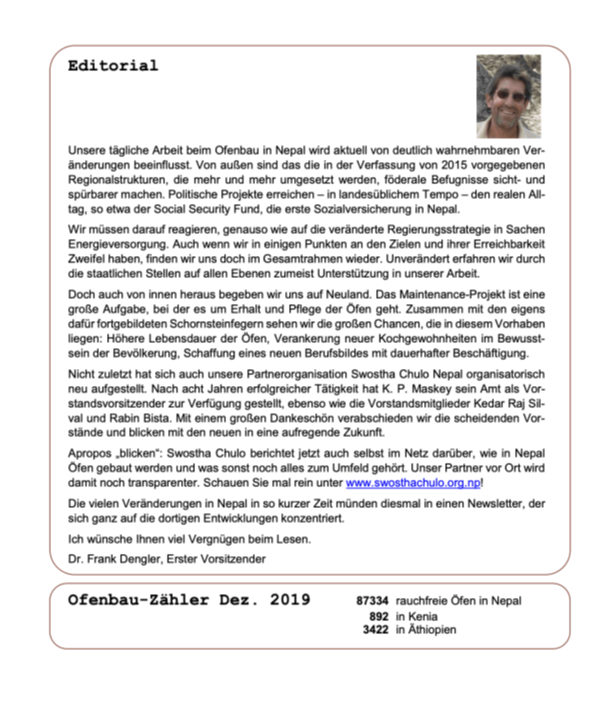 Editorial
Unsere tägliche Arbeit beim Ofenbau in Nepal wird aktuell von deutlich wahrnehmbaren Ver-
änderungen beeinflusst. Von außen sind das die in der Verfassung von 2015 vorgegebenen
Regionalstrukturen, die mehr und mehr umgesetzt werden, föderale Befugnisse sicht- und
spürbarer machen. Politische Projekte erreichen – in landesüblichem Tempo – den realen All-
tag, so etwa der Social Security Fund, die erste Sozialversicherung in Nepal.
Wir müssen darauf reagieren, genauso wie auf die veränderte Regierungsstrategie in Sachen
Energieversorgung. Auch wenn wir in einigen Punkten an den Zielen und ihrer Erreichbarkeit
Zweifel haben, finden wir uns doch im Gesamtrahmen wieder. Unverändert erfahren wir durch
die staatlichen Stellen auf allen Ebenen zumeist Unterstützung in unserer Arbeit.
Doch auch von innen heraus begeben wir uns auf Neuland. Das Maintenance-Projekt ist eine
große Aufgabe, bei der es um Erhalt und Pflege der Öfen geht. Zusammen mit den eigens
dafür fortgebildeten Schornsteinfegern sehen wir die großen Chancen, die in diesem Vorhaben
liegen: Höhere Lebensdauer der Öfen, Verankerung neuer Kochgewohnheiten im Bewusst-
sein der Bevölkerung, Schaffung eines neuen Berufsbildes mit dauerhafter Beschäftigung.
Nicht zuletzt hat sich auch unsere Partnerorganisation Swostha Chulo Nepal organisatorisch
neu aufgestellt. Nach acht Jahren erfolgreicher Tätigkeit hat K. P. Maskey sein Amt als Vor-
standsvorsitzender zur Verfügung gestellt, ebenso wie die Vorstandsmitglieder Kedar Raj Sil-
val und Rabin Bista. Mit einem großen Dankeschön verabschieden wir die scheidenden Vor-
stände und blicken mit den neuen in eine aufregende Zukunft.
Apropos „blicken“: Swostha Chulo berichtet jetzt auch selbst im Netz darüber, wie in Nepal
Öfen gebaut werden und was sonst noch alles zum Umfeld gehört. Unser Partner vor Ort wird
damit noch transparenter. Schauen Sie mal rein unter www.swosthachulo.org.np!
Die vielen Veränderungen in Nepal in so kurzer Zeit münden diesmal in einen Newsletter, der
sich ganz auf die dortigen Entwicklungen konzentriert.
Ich wünsche Ihnen viel Vergnügen beim Lesen.
Dr. Frank Dengler, Erster Vorsitzender
Ofenbau-Zähler Dez. 2019 87334 rauchfreie Öfen in Nepal
892 in Kenia
3422 in Äthiopien